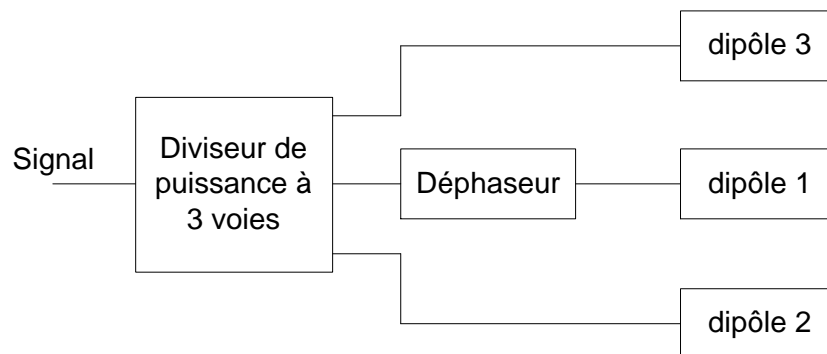 dipôle 3
Signal
Diviseur de
puissance à
3 voies
Déphaseur
dipôle 1
dipôle 2